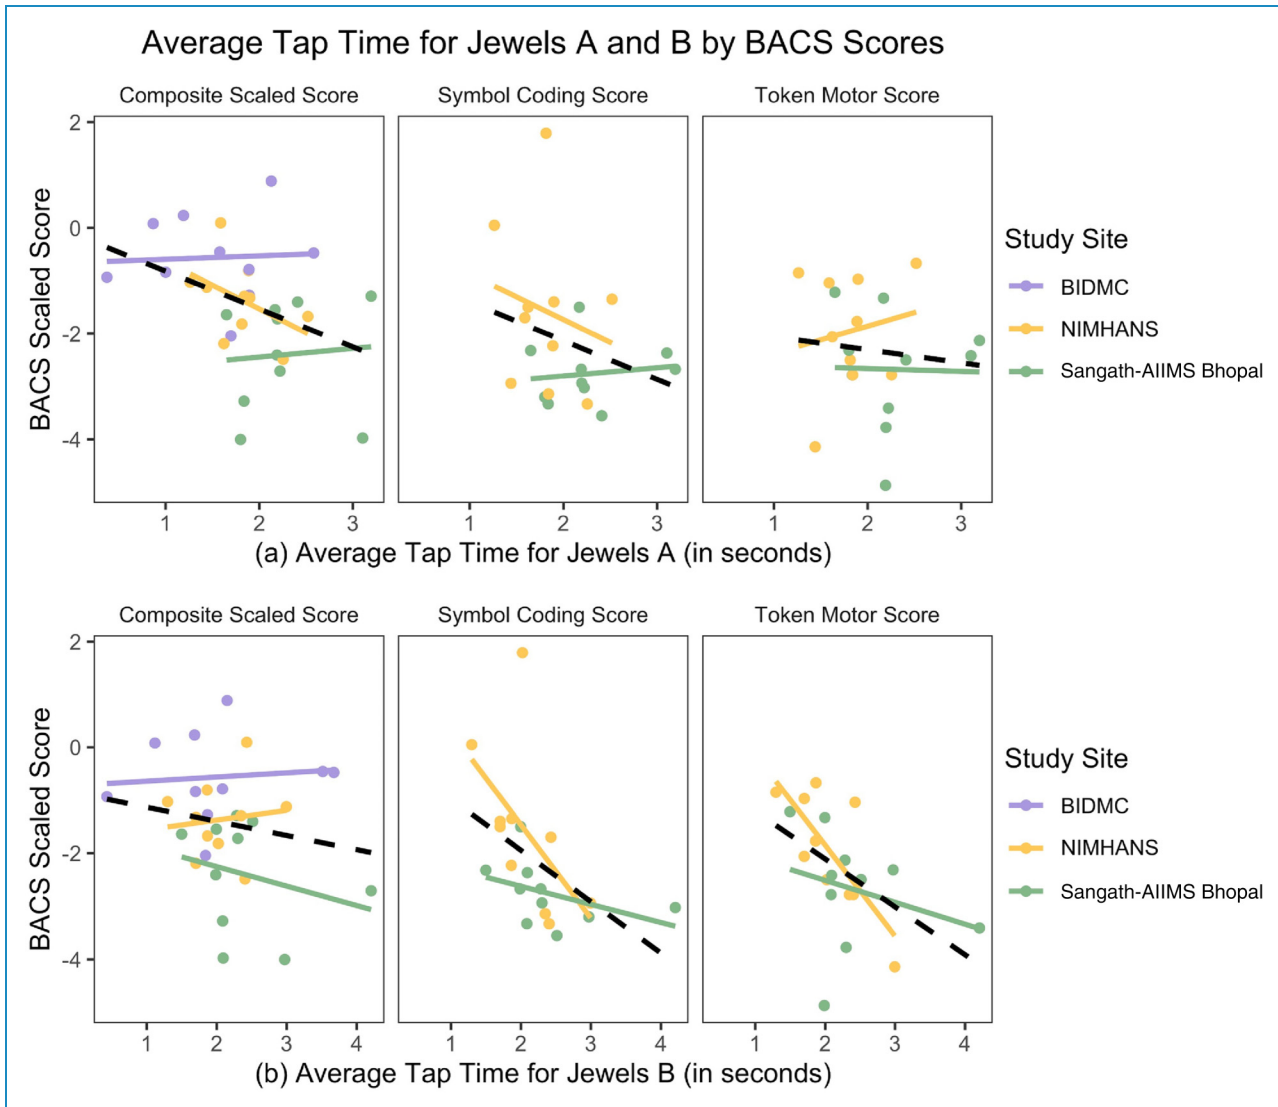 Average Tap Time for Jewels A and B by BACS Scores
Composite Scaled Score
Symbol Coding Score
Token Motor Score
BACS Scaled Score
2
0
-2
-4
1 2 3
1 2 3
1 2 3
(a) Average Tap Time for Jewels A (in seconds)
Study Site
BIDMC
NIMHANS
Sangath-AIIMS Bhopal
Composite Scaled Score
Symbol Coding Score
Token Motor Score
BACS Scaled Score
2
0
-2
-4
1 2 3 4
1 2 3 4
1 2 3 4
(b) Average Tap Time for Jewels B (in seconds)
Study Site
BIDMC
NIMHANS
Sangath-AIIMS Bhopal